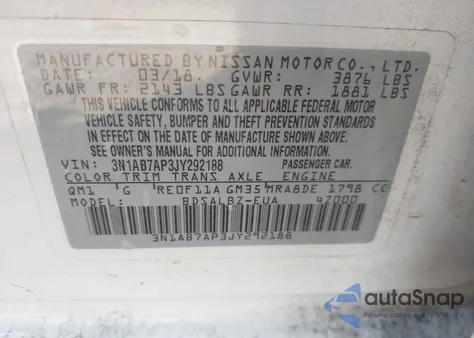 MANUFACTURED BY NISSAN MOTOR CO., LTD.
DATE: 03/18. GVWR: 3876 LBS
GAWR FR: 2143 LBS GAWR RR: 1881 LBS
THIS VEHICLE CONFORMS TO ALL APPLICABLE FEDERAL MOTOR
VEHICLE SAFETY, BUMPER AND THEFT PREVENTION STANDARDS
IN EFFECT ON THE DATE OF MANUFACTURE SHOWN ABOVE.
SEE OWNER'S MANUAL FOR ADDITIONAL INFORMATION.
VIN: 3N1AB7AP3JY292188 PASSENGER CAR.
COLOR TRIM TRANS AXLE ENGINE
QM1 G RE0F11A GM35 MRA8DE 1798 CC
MODEL: BDSALBZ-EUA 4Z000
3N1AB7AP3JY292188
autoSnap